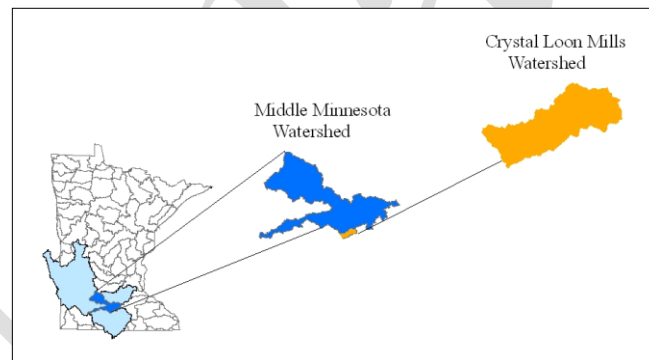 Crystal Loon Mills
Watershed
Middle Minnesota
Watershed